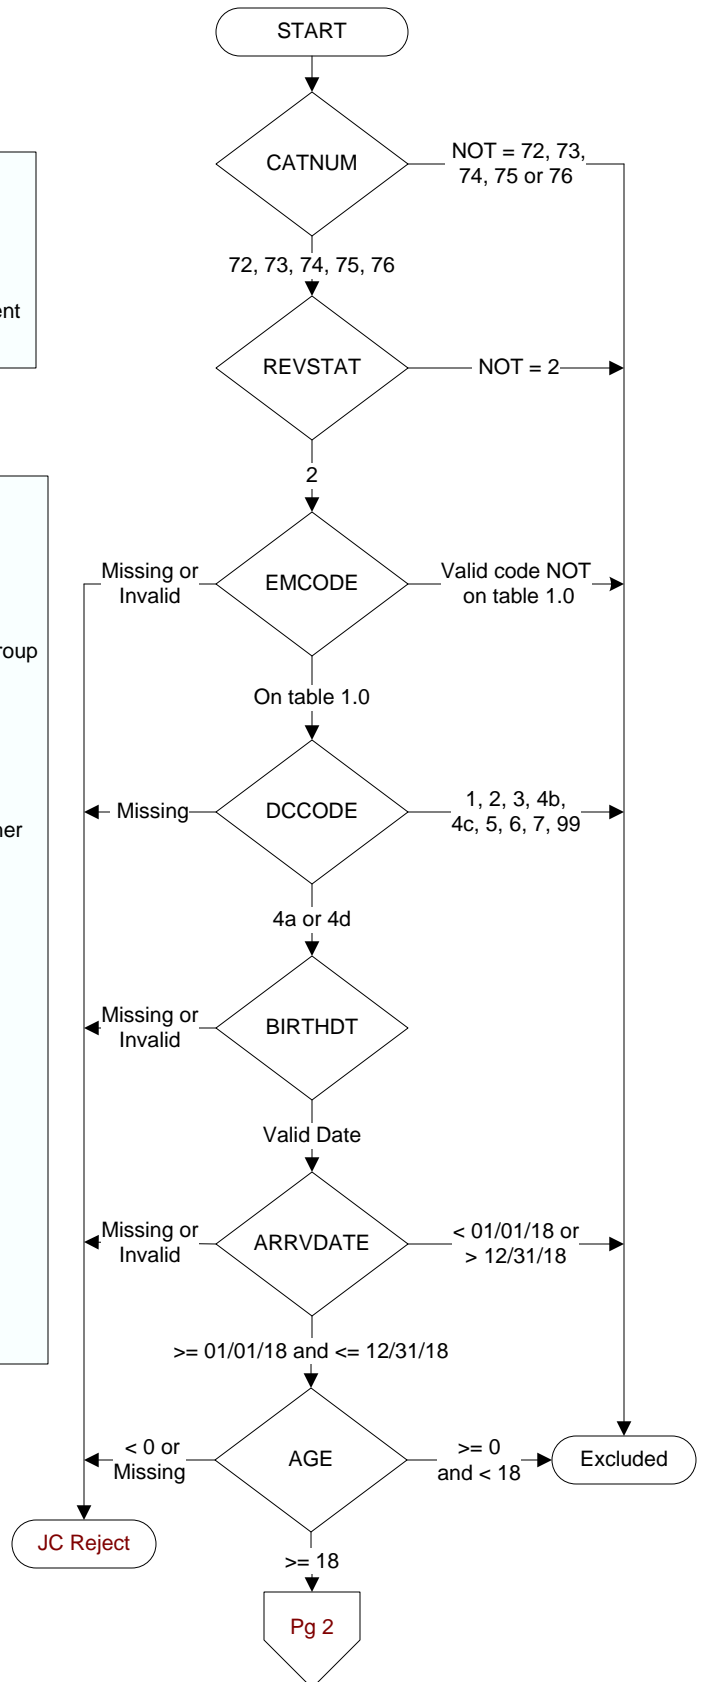 START
CATNUM
NOT = 72, 73,
74, 75 or 76
72, 73, 74, 75, 76
REVSTAT
NOT = 2
2
Missing or
Invalid
EMCODE
Valid code NOT
on table 1.0
On table 1.0
Missing
DCCODE
1, 2, 3, 4b,
4c, 5, 6, 7, 99
4a or 4d
Missing or
Invalid
BIRTHDT
Valid Date
Missing or
Invalid
ARRVDATE
< 01/01/18 or
> 12/31/18
>= 01/01/18 and <= 12/31/18
< 0 or
Missing
AGE
>= 0
and < 18
Excluded
JC Reject
>= 18
Pg 2